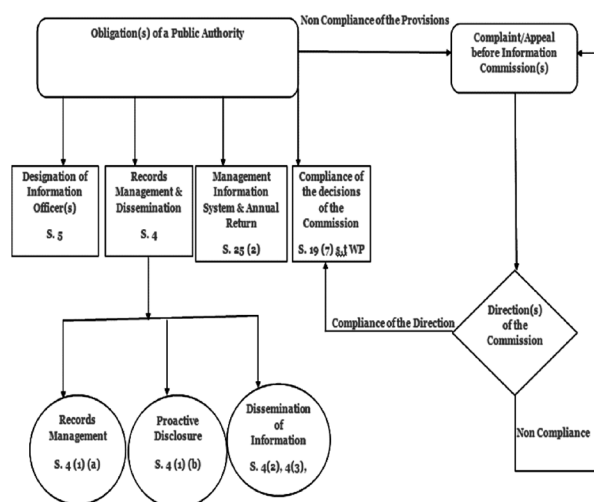 Non Compliance of the Provisions
Obligation(s) of a Public Authority
Complaint/Appeal
before Information
Commission(s)
Designation of
Information
Officer(s)
S. 5
Records
Management &
Dissemination
S. 4
Management
Information
System & Annual
Return
S. 25 (2)
Compliance of
the decisions
of the
Commission
S. 19 (7) WP
Compliance of the Direction
Direction(s)
of the
Commission
Non Compliance
Records
Management
S. 4 (1) (a)
Proactive
Disclosure
S. 4 (1) (b)
Dissemination
of
Information
S. 4(2), 4(3),